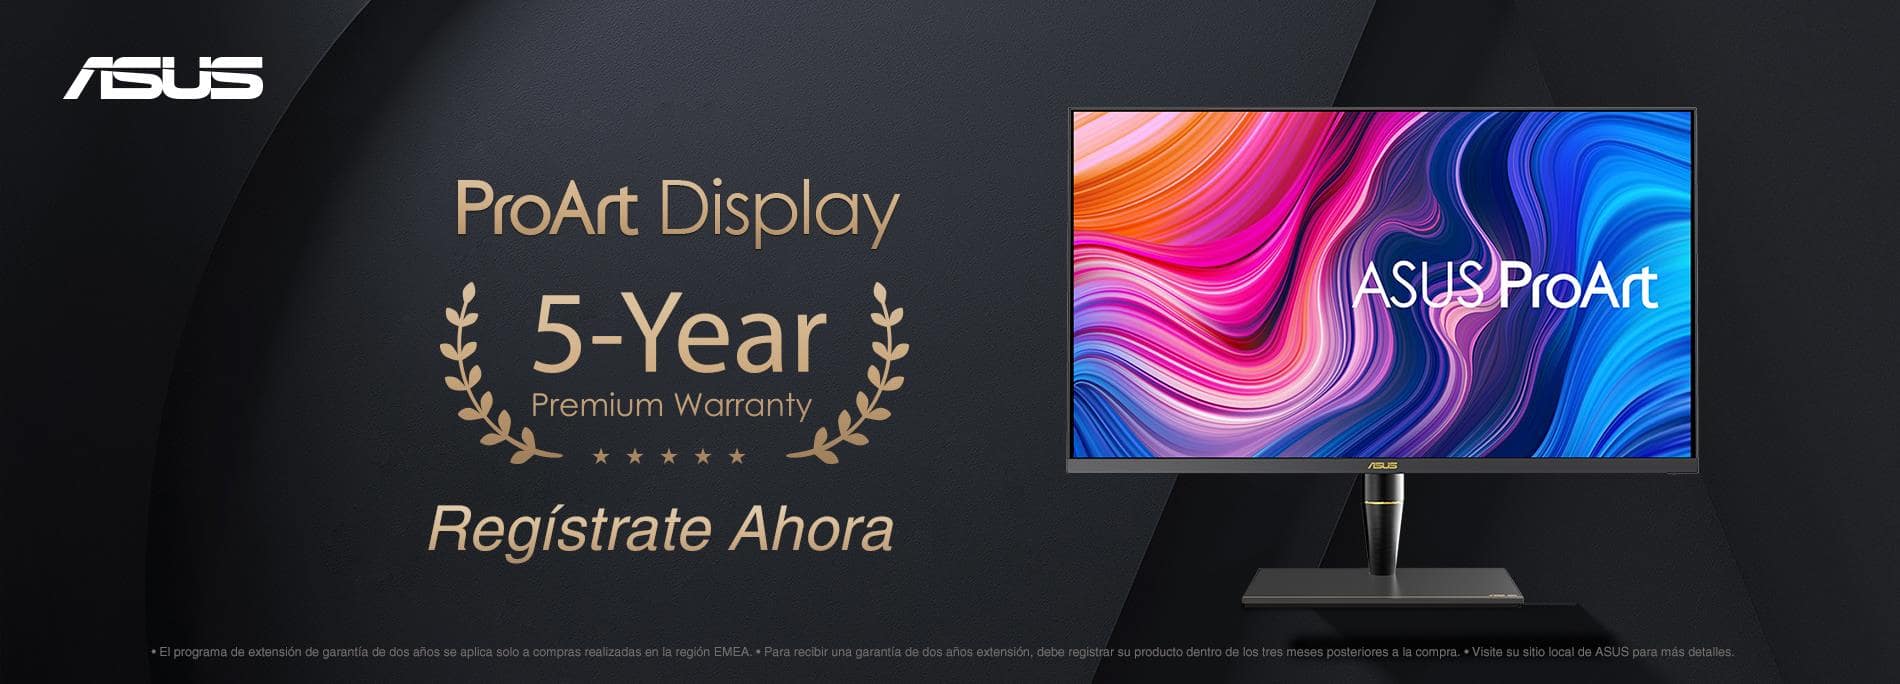 ASUS
ProArt Display
5-Year
Premium Warranty
Regístrate Ahora
ASUS ProArt
ASUS
• El programa de extensión de garantía de dos años se aplica solo a compras realizadas en la región EMEA. • Para recibir una garantía de dos años extensión, debe registrar su producto dentro de los tres meses posteriores a la compra. • Visite su sitio local de ASUS para más detalles.